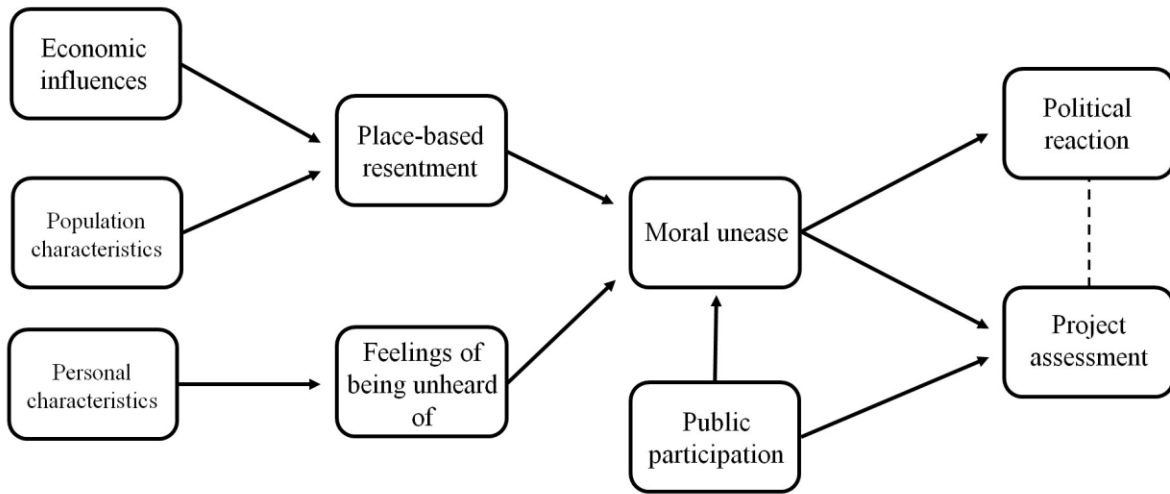 Economic
influences
Population
characteristics
Personal
characteristics
Place-based
resentment
Feelings of
being unheard
of
Moral unease
Public
participation
Political
reaction
Project
assessment